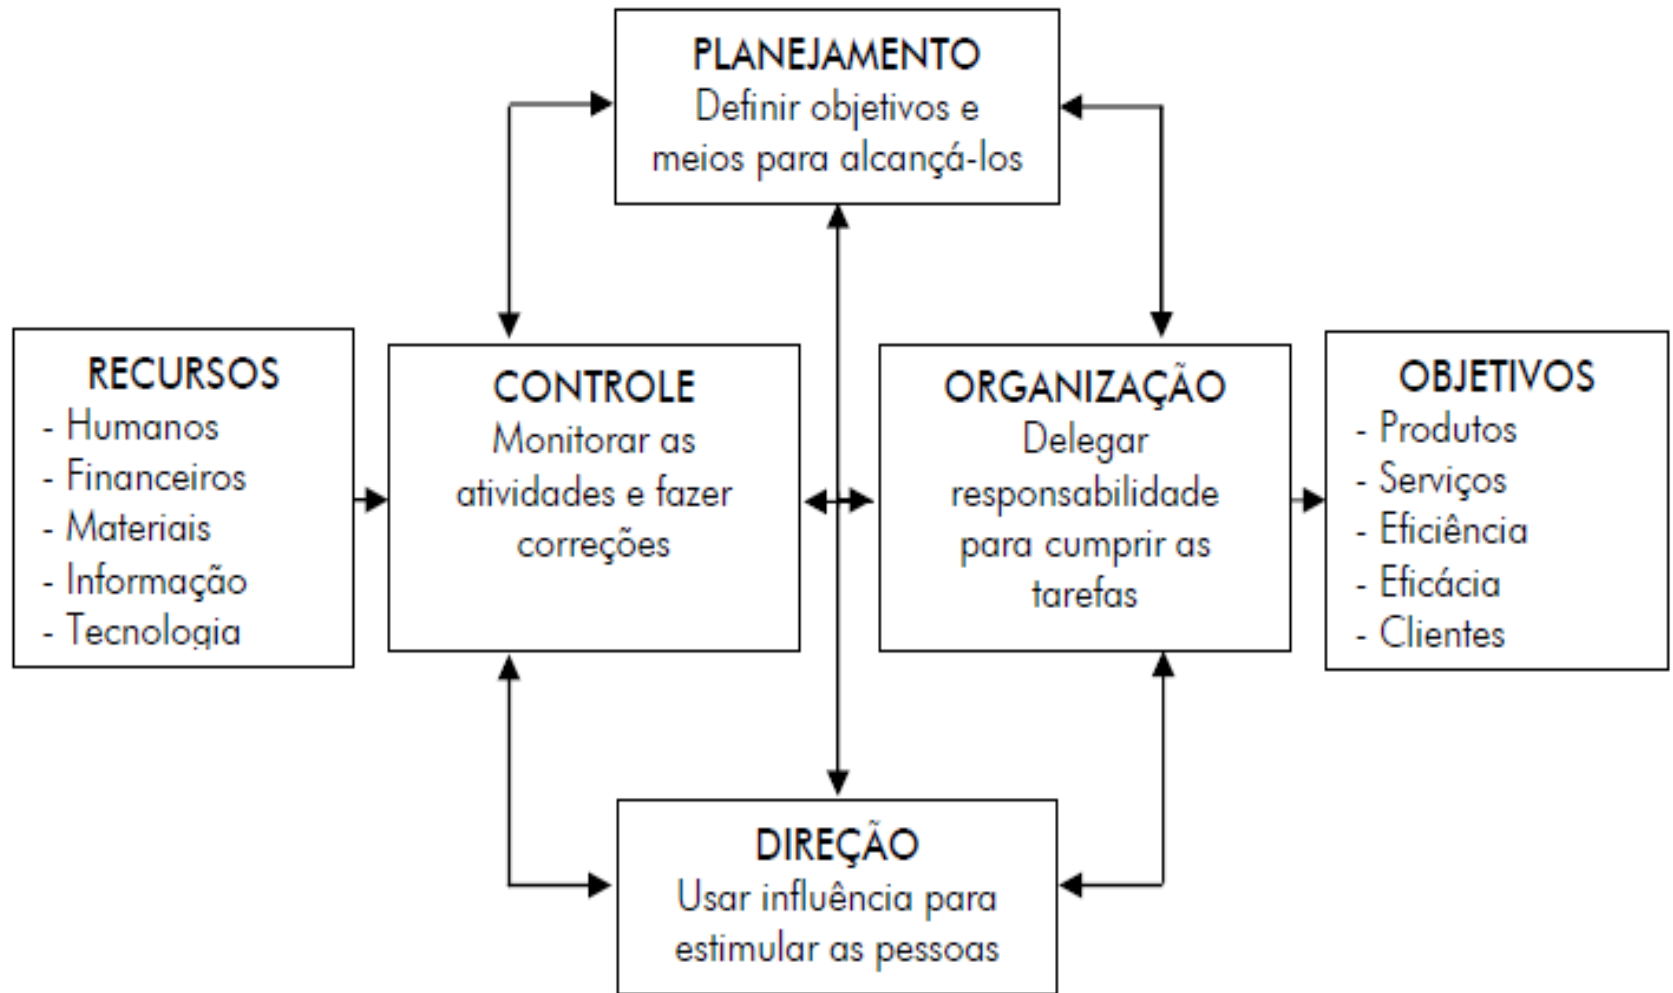 PLANEJAMENTO
Definir objetivos e
meios para alcançá-los
RECURSOS
- Humanos
- Financeiros
- Materiais
- Informação
- Tecnologia
CONTROLE
Monitorar as
atividades e fazer
correções
ORGANIZAÇÃO
Delegar
responsabilidade
para cumprir as
tarefas
OBJETIVOS
- Produtos
- Serviços
- Eficiência
- Eficácia
- Clientes
DIREÇÃO
Usar influência para
estimular as pessoas